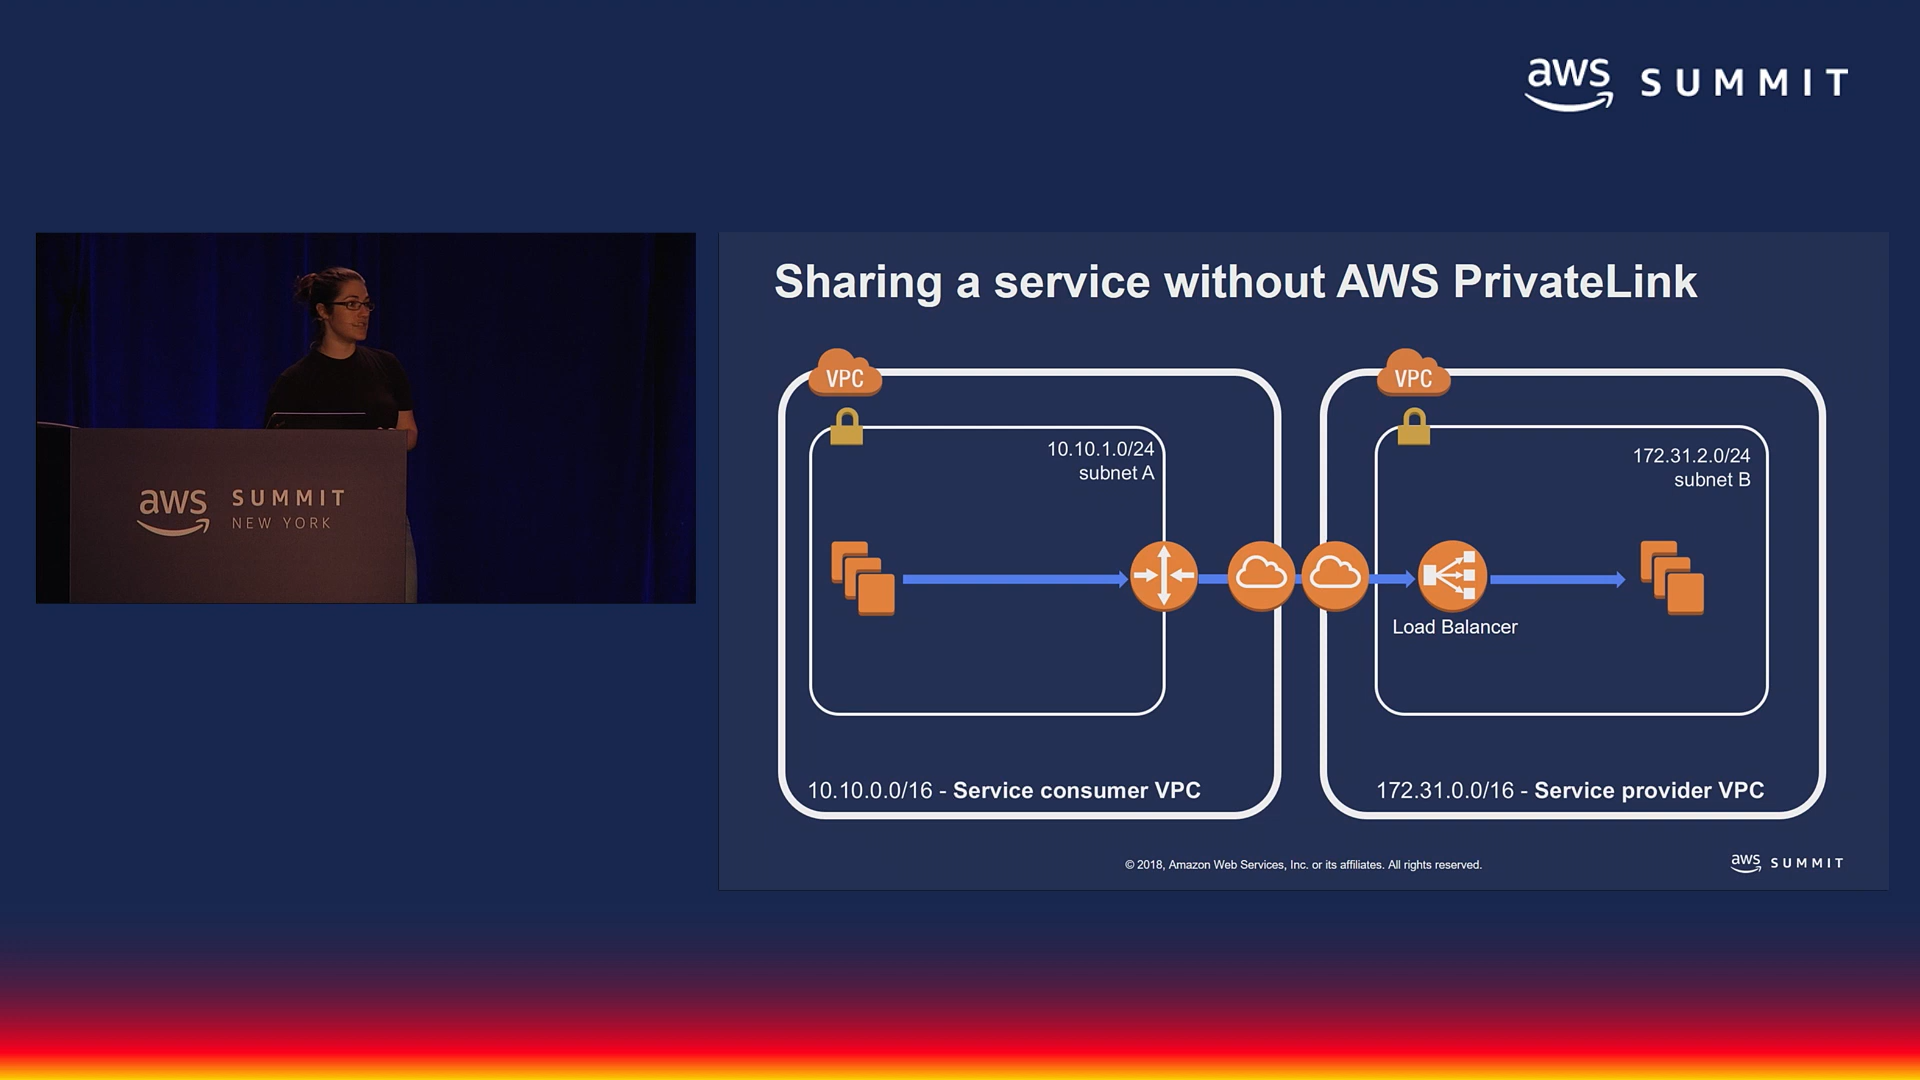 aws SUMMIT
aws SUMMIT
NEW YORK
Sharing a service without AWS PrivateLink
VPC
VPC
10.10.1.0/24
subnet A
172.31.2.0/24
subnet B
Load Balancer
10.10.0.0/16 - Service consumer VPC
172.31.0.0/16 - Service provider VPC
© 2018, Amazon Web Services, Inc. or its affiliates. All rights reserved.
aws SUMMIT